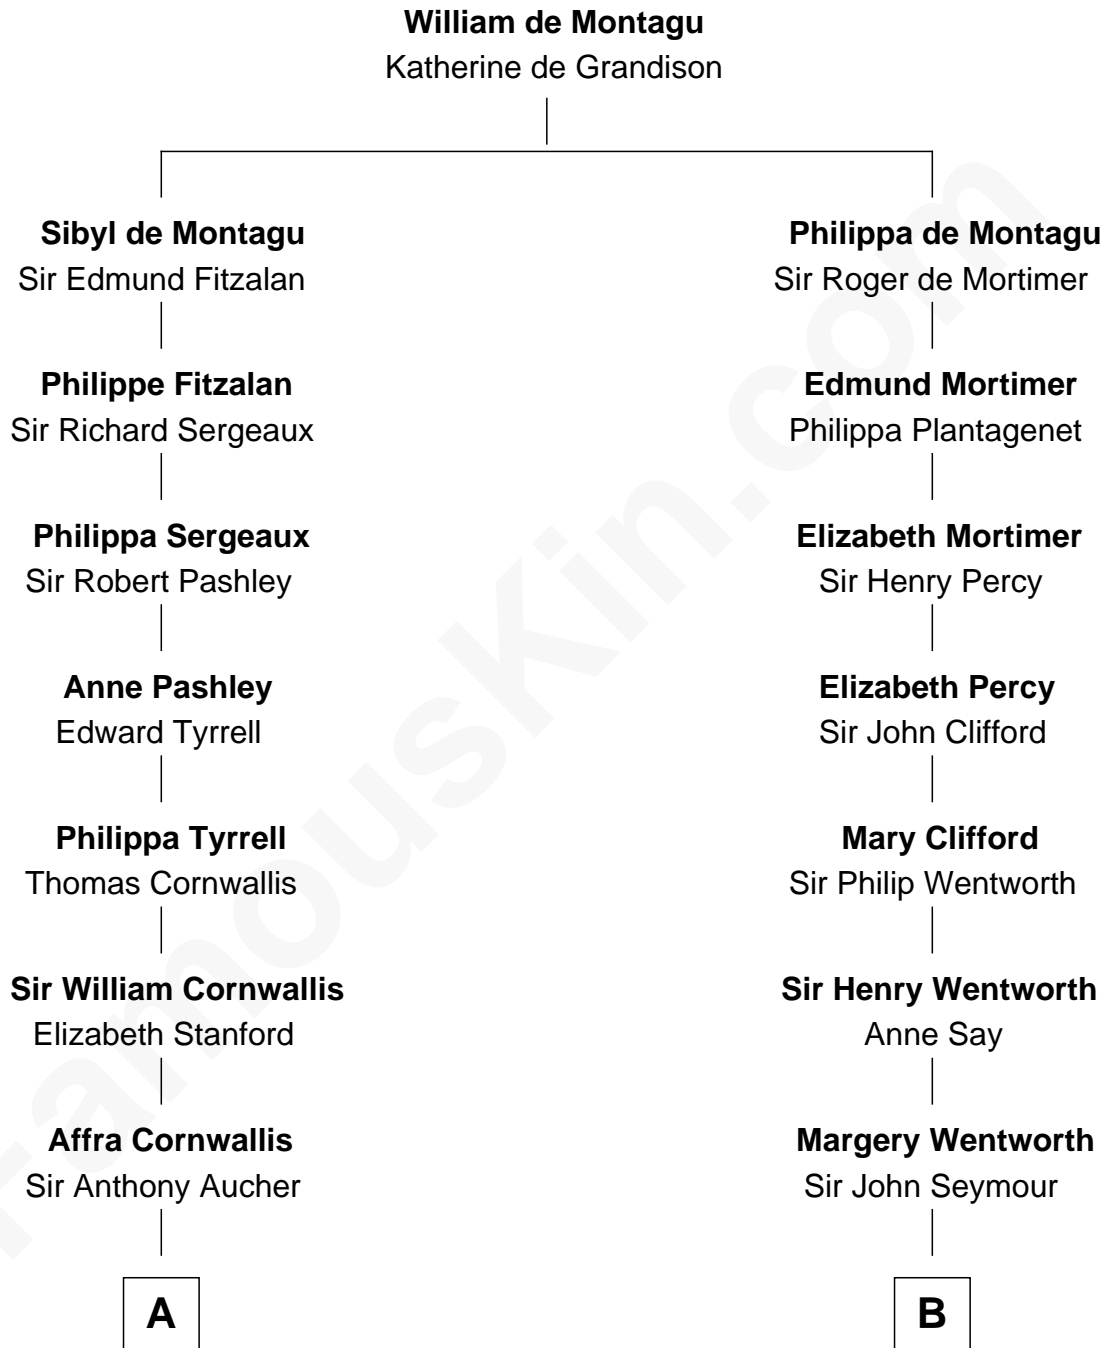 William de Montagu
Katherine de Grandison
Sibyl de Montagu
Sir Edmund Fitzalan
Philippe Fitzalan
Sir Richard Sergeaux
Philippa Sergeaux
Sir Robert Pashley
Anne Pashley
Edward Tyrrell
Philippa Tyrrell
Thomas Cornwallis
Sir William Cornwallis
Elizabeth Stanford
Affra Cornwallis
Sir Anthony Aucher
A
Philippa de Montagu
Sir Roger de Mortimer
Edmund Mortimer
Philippa Plantagenet
Elizabeth Mortimer
Sir Henry Percy
Elizabeth Percy
Sir John Clifford
Mary Clifford
Sir Philip Wentworth
Sir Henry Wentworth
Anne Say
Margery Wentworth
Sir John Seymour
B
FamousKin.com